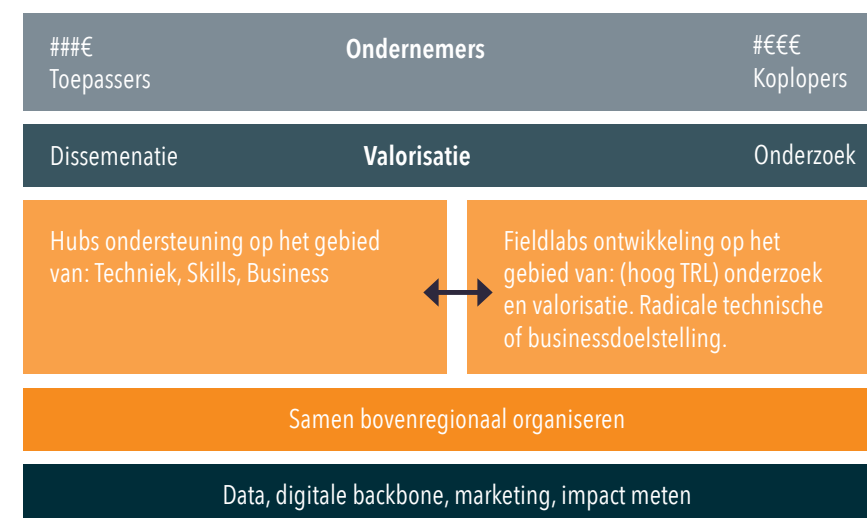 ###€
Toepassers
Ondernemers
#€€€
Koplopers
Dissemenatie
Valorisatie
Onderzoek
Hubs ondersteuning op het gebied
van: Techniek, Skills, Business
Fieldlabs ontwikkeling op het
gebied van: (hoog TRL) onderzoek
en valorisatie. Radicale technische
of businessdoelstelling.
Samen bovenregionaal organiseren
Data, digitale backbone, marketing, impact meten